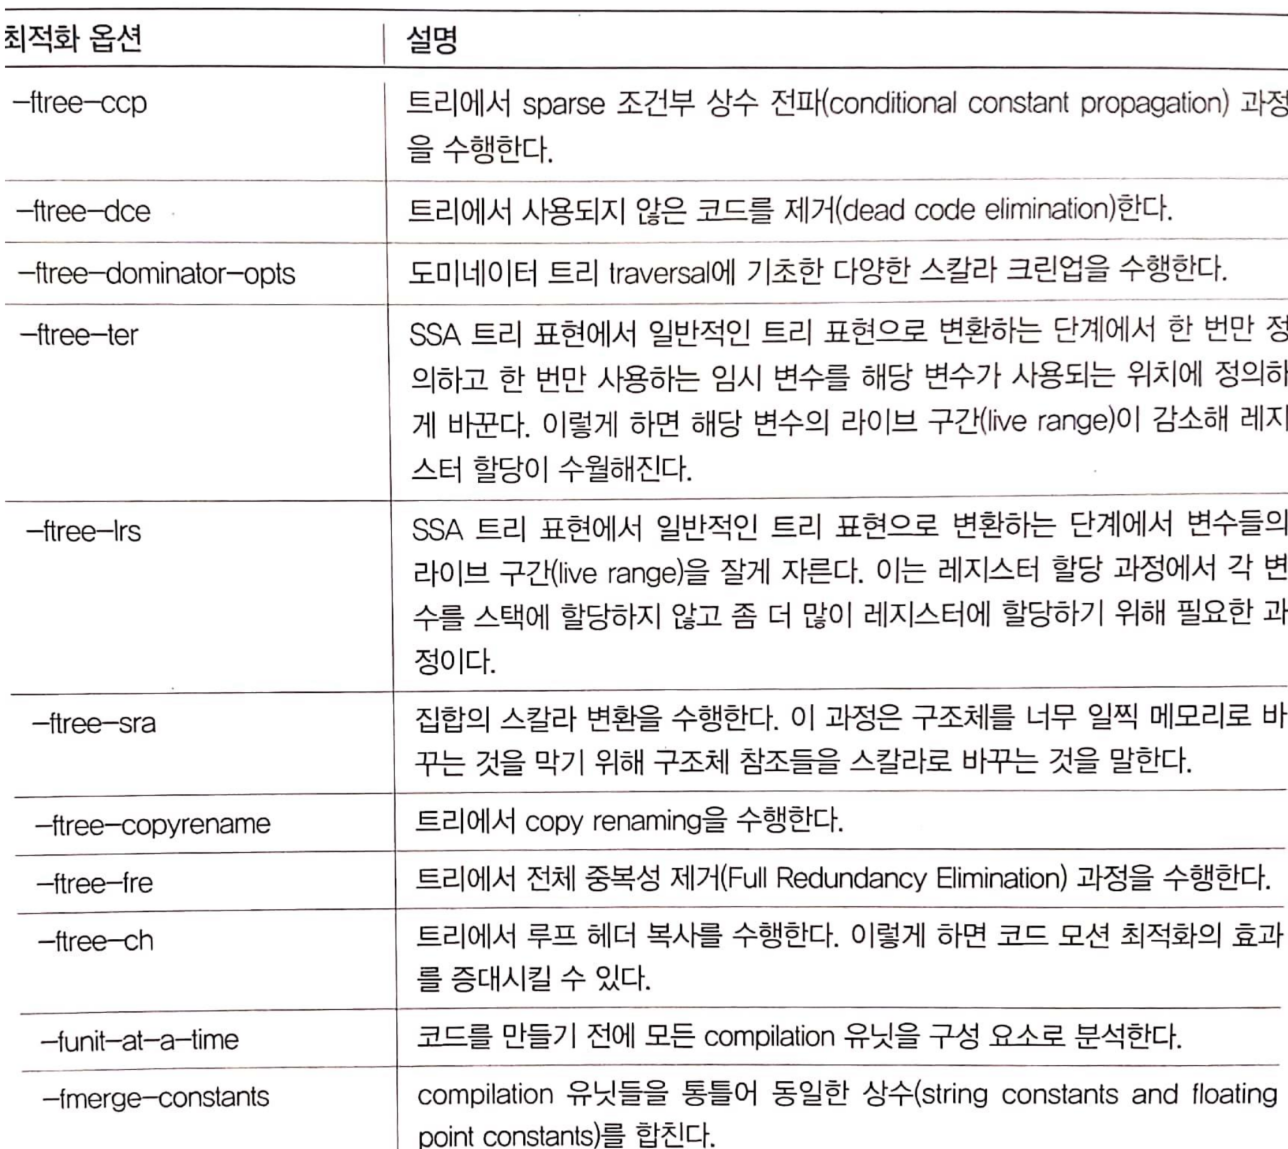 최적화 옵션 설명
–ftree–ccp 트리에서 sparse 조건부 상수 전파(conditional constant propagation) 과정
을 수행한다.
–ftree–dce 트리에서 사용되지 않은 코드를 제거(dead code elimination)한다.
–ftree–dominator–opts 도미네이터 트리 traversal에 기초한 다양한 스칼라 크린업을 수행한다.
–ftree–ter SSA 트리 표현에서 일반적인 트리 표현으로 변환하는 단계에서 한 번만 정
의하고 한 번만 사용하는 임시 변수를 해당 변수가 사용되는 위치에 정의하
게 바꾼다. 이렇게 하면 해당 변수의 라이브 구간(live range)이 감소해 레지
스터 할당이 수월해진다.
–ftree–lrs SSA 트리 표현에서 일반적인 트리 표현으로 변환하는 단계에서 변수들의
라이브 구간(live range)을 잘게 자른다. 이는 레지스터 할당 과정에서 각 변
수를 스택에 할당하지 않고 좀 더 많이 레지스터에 할당하기 위해 필요한 과
정이다.
–ftree–sra 집합의 스칼라 변환을 수행한다. 이 과정은 구조체를 너무 일찍 메모리로 바
꾸는 것을 막기 위해 구조체 참조들을 스칼라로 바꾸는 것을 말한다.
–ftree–copyrename 트리에서 copy renaming을 수행한다.
–ftree–fre 트리에서 전체 중복성 제거(Full Redundancy Elimination) 과정을 수행한다.
–ftree–ch 트리에서 루프 헤더 복사를 수행한다. 이렇게 하면 코드 모션 최적화의 효과
를 증대시킬 수 있다.
–funit–at–a–time 코드를 만들기 전에 모든 compilation 유닛을 구성 요소로 분석한다.
–fmerge–constants compilation 유닛들을 통틀어 동일한 상수(string constants and floating
point constants)를 합친다.